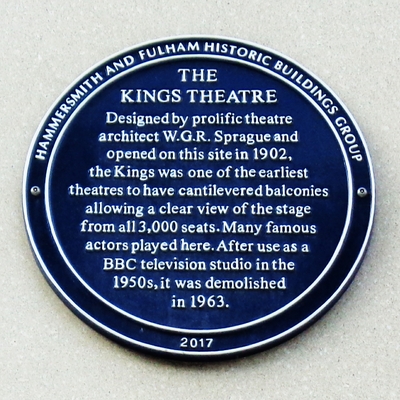 HAMMERSMITH AND FULHAM HISTORIC BUILDINGS GROUP
THE
KINGS THEATRE
Designed by prolific theatre
architect W.G.R. Sprague and
opened on this site in 1902,
the Kings was one of the earliest
theatres to have cantilevered balconies
allowing a clear view of the stage
from all 3,000 seats. Many famous
actors played here. After use as a
BBC television studio in the
1950s, it was demolished
in 1963.
2017